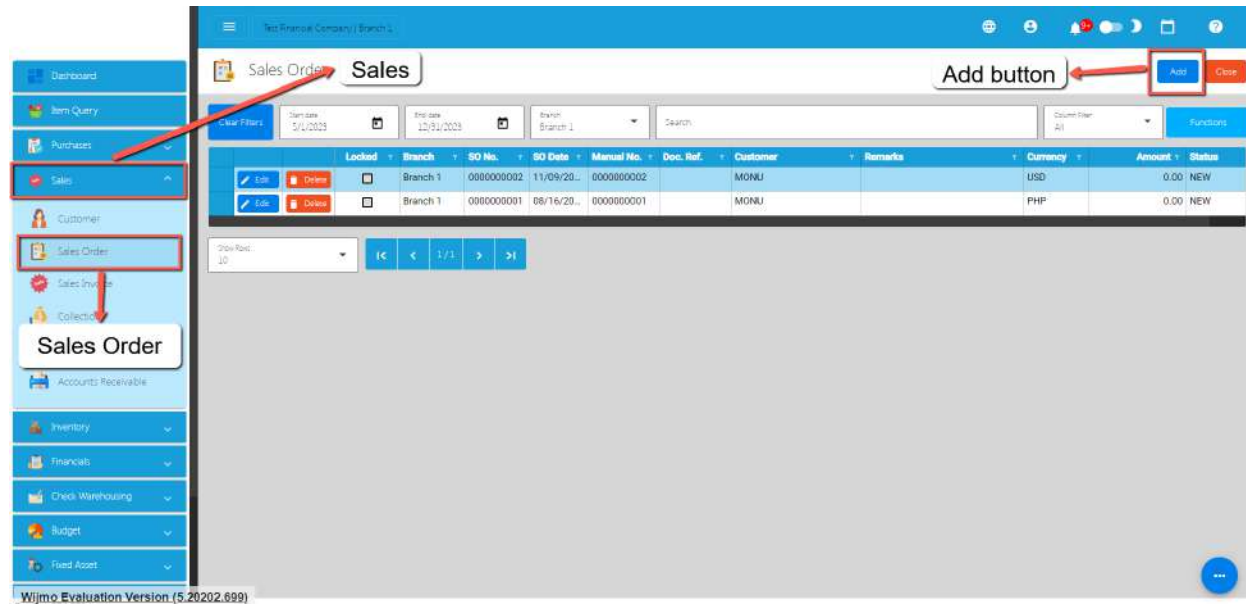 Test Financial Company | Branch 1
9+
Dashboard
Item Query
Purchases
Sales
Customer
Sales Order
Sales Invoice
Collection
Sales Order
Accounts Receivable
Inventory
Financials
Check Warehousing
Budget
Fixed Asset
Wijmo Evaluation Version (5.20202.699)
Sales Order
Sales
Add button
Add
Close
Clear Filters
Start date
5/1/2023
End date
12/31/2023
Branch
Branch 1
Search
Column Filter
All
Functions
Locked Branch SO No. SO Date Manual No. Doc. Ref. Customer Remarks Currency Amount Status
Edit Delete Branch 1 0000000002 11/09/20... 0000000002 MONU USD 0.00 NEW
Edit Delete Branch 1 0000000001 08/16/20... 0000000001 MONU PHP 0.00 NEW
Show Rows
10
1/1